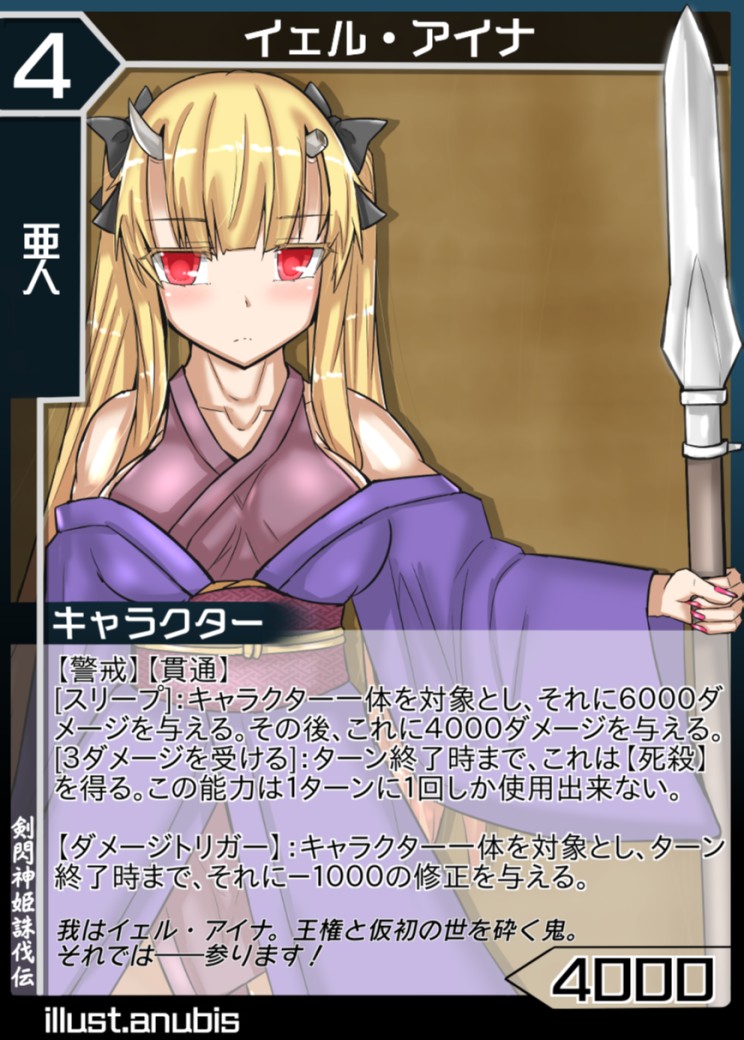 4
イェル・アイナ
亜人
キャラクター
【警戒】【貫通】
[スリープ]:キャラクター一体を対象とし、それに6000ダ
メージを与える。その後、これに4000ダメージを与える。
[3ダメージを受ける]:ターン終了時まで、これは【死殺】
を得る。この能力は1ターンに1回しか使用出来ない。
【ダメージトリガー】:キャラクター一体を対象とし、ターン
終了時まで、それに－1000の修正を与える。
我はイェル・アイナ。王権と仮初の世を砕く鬼。
それでは――参ります！
剣閃神姫誅伐伝
4000
illust.anubis